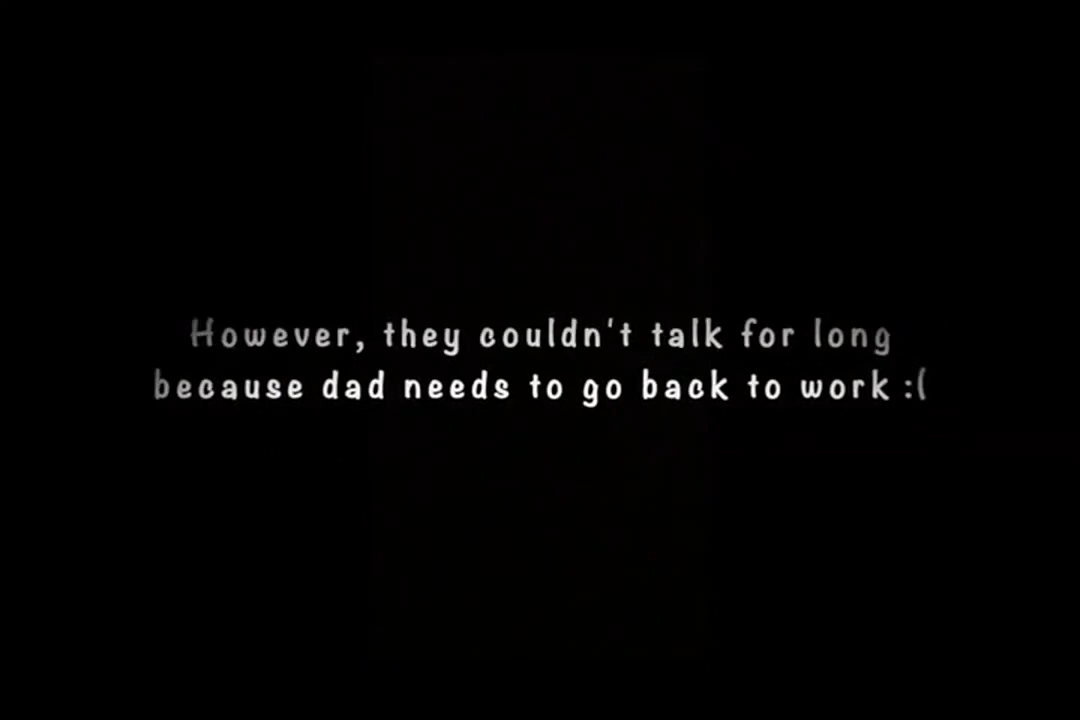 However, they couldn't talk for long
because dad needs to go back to work :(